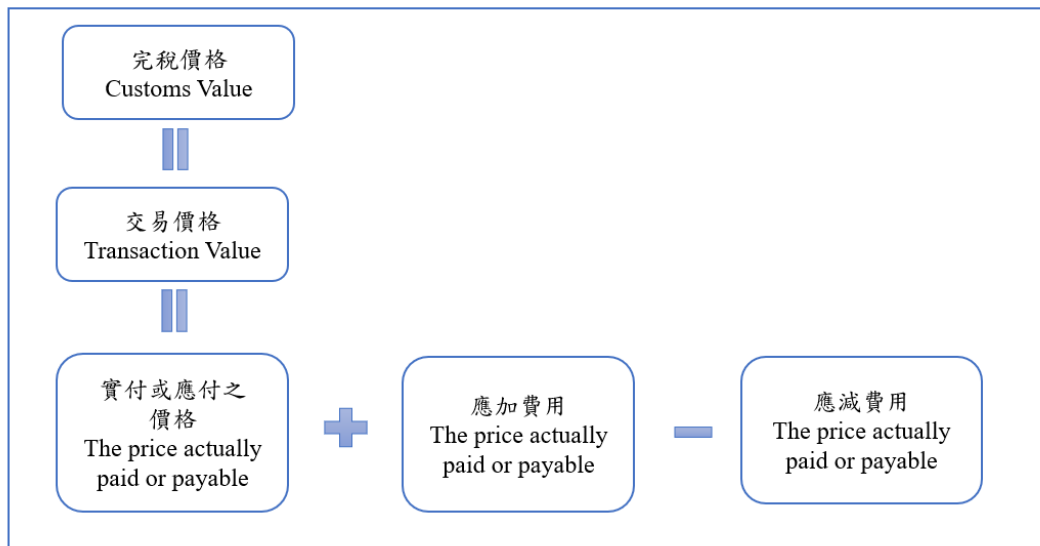 完稅價格
Customs Value
交易價格
Transaction Value
實付或應付之
價格
The price actually
paid or payable
應加費用
The price actually
paid or payable
應減費用
The price actually
paid or payable